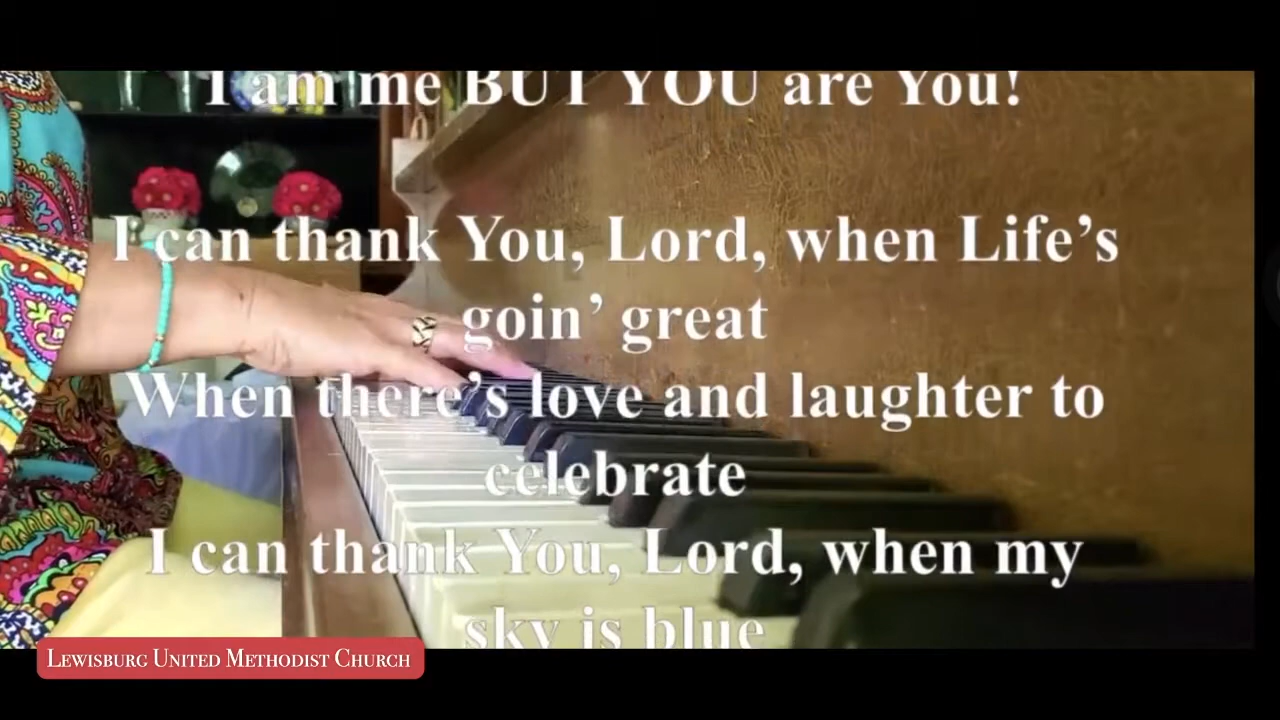 I am me BUT YOU are You!
I can thank You, Lord, when Life’s
goin’ great
When there’s love and laughter to
celebrate
I can thank You, Lord, when my
sky is blue
Lewisburg United Methodist Church